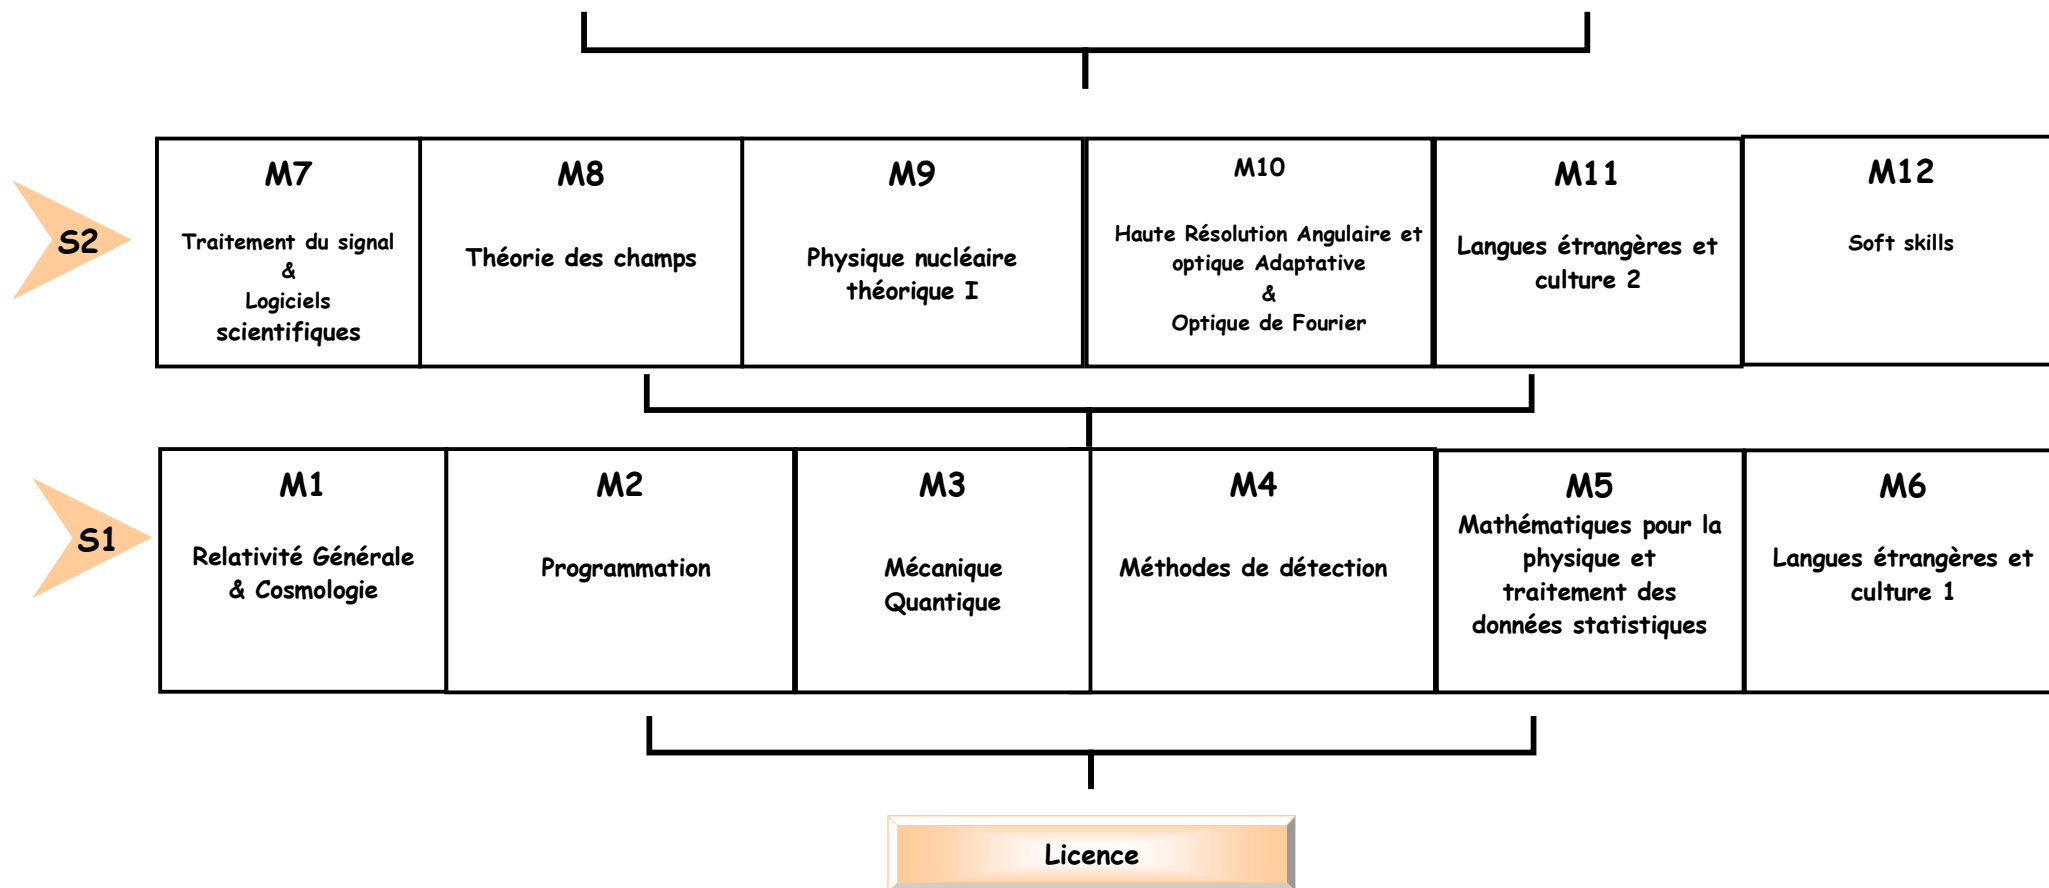 S2
M7
Traitement du signal
&
Logiciels
scientifiques
M8
Théorie des champs
M9
Physique nucléaire
théorique I
M10
Haute Résolution Angulaire et
optique Adaptative
&
Optique de Fourier
M11
Langues étrangères et
culture 2
M12
Soft skills
S1
M1
Relativité Générale
& Cosmologie
M2
Programmation
M3
Mécanique
Quantique
M4
Méthodes de détection
M5
Mathématiques pour la
physique et
traitement des
données statistiques
M6
Langues étrangères et
culture 1
Licence